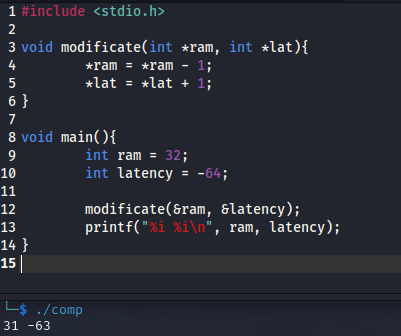 1 #include <stdio.h>
2
3 void modificate(int *ram, int *lat){
4         *ram = *ram - 1;
5         *lat = *lat + 1;
6 }
7
8 void main(){
9         int ram = 32;
10         int latency = -64;
11
12         modificate(&ram, &latency);
13         printf("%i %i\n", ram, latency);
14 }
15
└─$ ./comp
31 -63